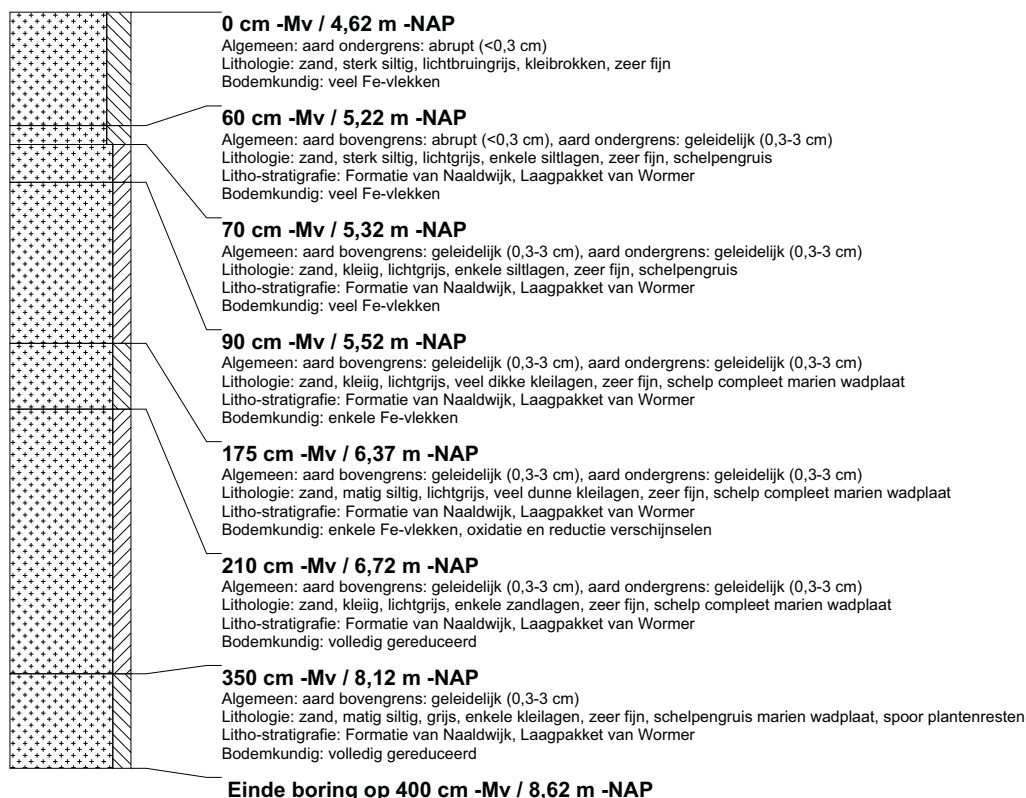 0 cm -Mv / 4,62 m -NAP
Algemeen: aard ondergrens: abrupt (<0,3 cm)
Lithologie: zand, sterk siltig, lichtbruingrijs, kleibrokken, zeer fijn
Bodemkundig: veel Fe-vlekken
60 cm -Mv / 5,22 m -NAP
Algemeen: aard bovengrens: abrupt (<0,3 cm), aard ondergrens: geleidelijk (0,3-3 cm)
Lithologie: zand, sterk siltig, lichtgrijs, enkele siltlagen, zeer fijn, schelpengruis
Litho-stratigrafie: Formatie van Naaldwijk, Laagpakket van Wormer
Bodemkundig: veel Fe-vlekken
70 cm -Mv / 5,32 m -NAP
Algemeen: aard bovengrens: geleidelijk (0,3-3 cm), aard ondergrens: geleidelijk (0,3-3 cm)
Lithologie: zand, kleiig, lichtgrijs, enkele siltlagen, zeer fijn, schelpengruis
Litho-stratigrafie: Formatie van Naaldwijk, Laagpakket van Wormer
Bodemkundig: veel Fe-vlekken
90 cm -Mv / 5,52 m -NAP
Algemeen: aard bovengrens: geleidelijk (0,3-3 cm), aard ondergrens: geleidelijk (0,3-3 cm)
Lithologie: zand, kleiig, lichtgrijs, veel dikke kleilagen, zeer fijn, schelp compleet marien wadplaat
Litho-stratigrafie: Formatie van Naaldwijk, Laagpakket van Wormer
Bodemkundig: enkele Fe-vlekken
175 cm -Mv / 6,37 m -NAP
Algemeen: aard bovengrens: geleidelijk (0,3-3 cm), aard ondergrens: geleidelijk (0,3-3 cm)
Lithologie: zand, matig siltig, lichtgrijs, veel dunne kleilagen, zeer fijn, schelp compleet marien wadplaat
Litho-stratigrafie: Formatie van Naaldwijk, Laagpakket van Wormer
Bodemkundig: enkele Fe-vlekken, oxidatie en reductie verschijnselen
210 cm -Mv / 6,72 m -NAP
Algemeen: aard bovengrens: geleidelijk (0,3-3 cm), aard ondergrens: geleidelijk (0,3-3 cm)
Lithologie: zand, kleiig, lichtgrijs, enkele zandlagen, zeer fijn, schelp compleet marien wadplaat
Litho-stratigrafie: Formatie van Naaldwijk, Laagpakket van Wormer
Bodemkundig: volledig gereduceerd
350 cm -Mv / 8,12 m -NAP
Algemeen: aard bovengrens: geleidelijk (0,3-3 cm)
Lithologie: zand, matig siltig, grijs, enkele kleilagen, zeer fijn, schelpengruis marien wadplaat, spoor plantenresten
Litho-stratigrafie: Formatie van Naaldwijk, Laagpakket van Wormer
Bodemkundig: volledig gereduceerd
Einde boring op 400 cm -Mv / 8,62 m -NAP